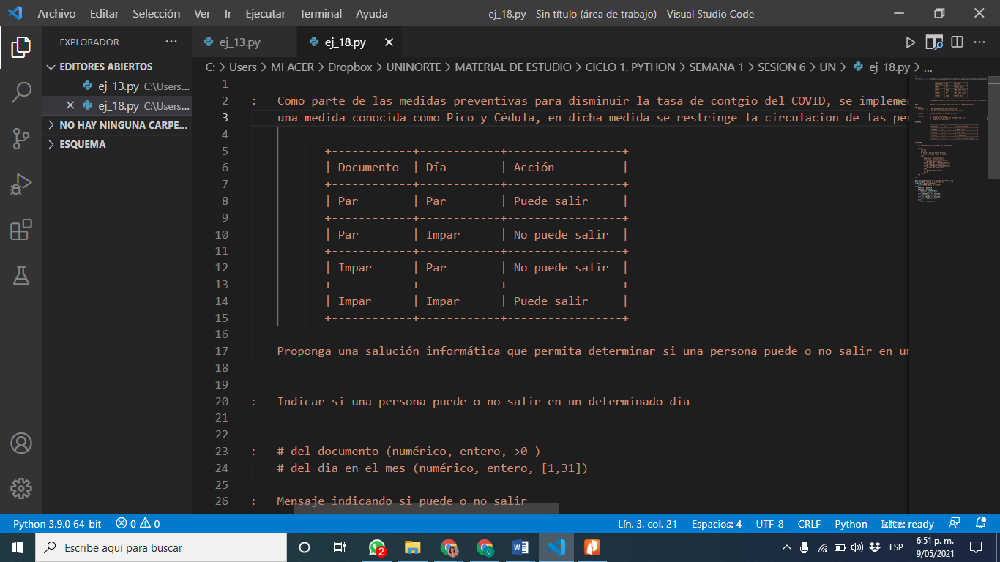 Archivo Editar Selección Ver Ir Ejecutar Terminal Ayuda ej_18.py - Sin título (área de trabajo) - Visual Studio Code
EXPLORADOR
EDITORES ABIERTOS
ej_13.py C:\Users...
ej_18.py C:\Users...
NO HAY NINGUNA CARPE...
ESQUEMA
ej_13.py ej_18.py
C: > Users > MI ACER > Dropbox > UNINORTE > MATERIAL DE ESTUDIO > CICLO 1. PYTHON > SEMANA 1 > SESION 6 > UN > ej_18.py > ...
1
2 : Como parte de las medidas preventivas para disminuir la tasa de contgio del COVID, se implemen
3 una medida conocida como Pico y Cédula, en dicha medida se restringe la circulacion de las per
4
5 +------------+------------+-----------------+
6 | Documento | Día | Acción |
7 +------------+------------+-----------------+
8 | Par | Par | Puede salir |
9 +------------+------------+-----------------+
10 | Par | Impar | No puede salir |
11 +------------+------------+-----------------+
12 | Impar | Par | No puede salir |
13 +------------+------------+-----------------+
14 | Impar | Impar | Puede salir |
15 +------------+------------+-----------------+
16
17 Proponga una salución informática que permita determinar si una persona puede o no salir en un
18
19
20 : Indicar si una persona puede o no salir en un determinado día
21
22
23 : # del documento (numérico, entero, >0 )
24 # del dia en el mes (numérico, entero, [1,31])
25
26 : Mensaje indicando si puede o no salir
Python 3.9.0 64-bit 0 0 Lín. 3, col. 21 Espacios: 4 UTF-8 CRLF Python kite: ready
Escribe aquí para buscar
2
ESP
6:51 p. m.
9/05/2021